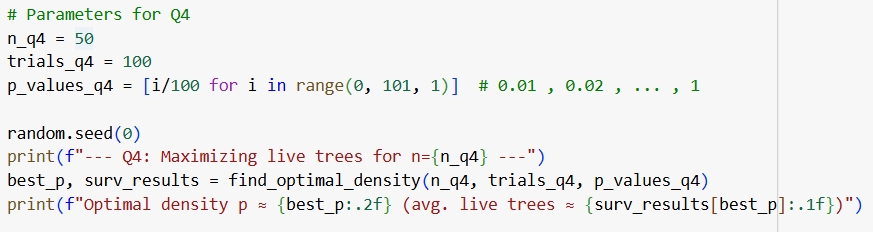 # Parameters for Q4
n_q4 = 50
trials_q4 = 100
p_values_q4 = [i/100 for i in range(0, 101, 1)]  # 0.01 , 0.02 , ... , 1
random.seed(0)
print(f"--- Q4: Maximizing live trees for n={n_q4} ---")
best_p, surv_results = find_optimal_density(n_q4, trials_q4, p_values_q4)
print(f"Optimal density p ≈ {best_p:.2f} (avg. live trees ≈ {surv_results[best_p]:.1f})")